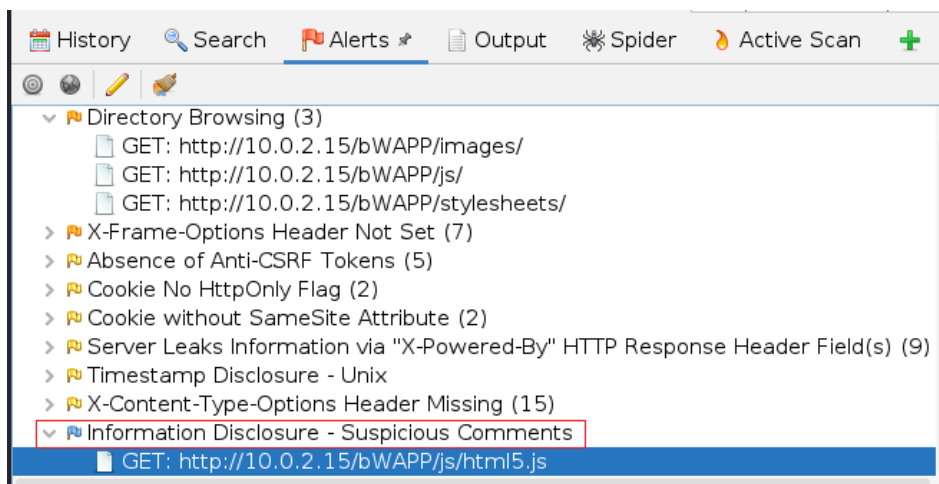 History Search Alerts Output Spider Active Scan
Directory Browsing (3)
GET: http://10.0.2.15/bWAPP/images/
GET: http://10.0.2.15/bWAPP/js/
GET: http://10.0.2.15/bWAPP/stylesheets/
X-Frame-Options Header Not Set (7)
Absence of Anti-CSRF Tokens (5)
Cookie No HttpOnly Flag (2)
Cookie without SameSite Attribute (2)
Server Leaks Information via "X-Powered-By" HTTP Response Header Field(s) (9)
Timestamp Disclosure - Unix
X-Content-Type-Options Header Missing (15)
Information Disclosure - Suspicious Comments
GET: http://10.0.2.15/bWAPP/js/html5.js